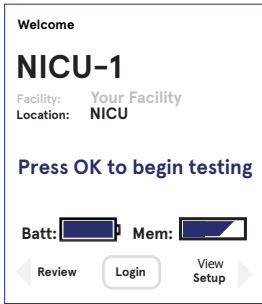 Welcome
NICU-1
Facility: Your Facility
Location: NICU
Press OK to begin testing
Batt: Mem:
Review Login View Setup